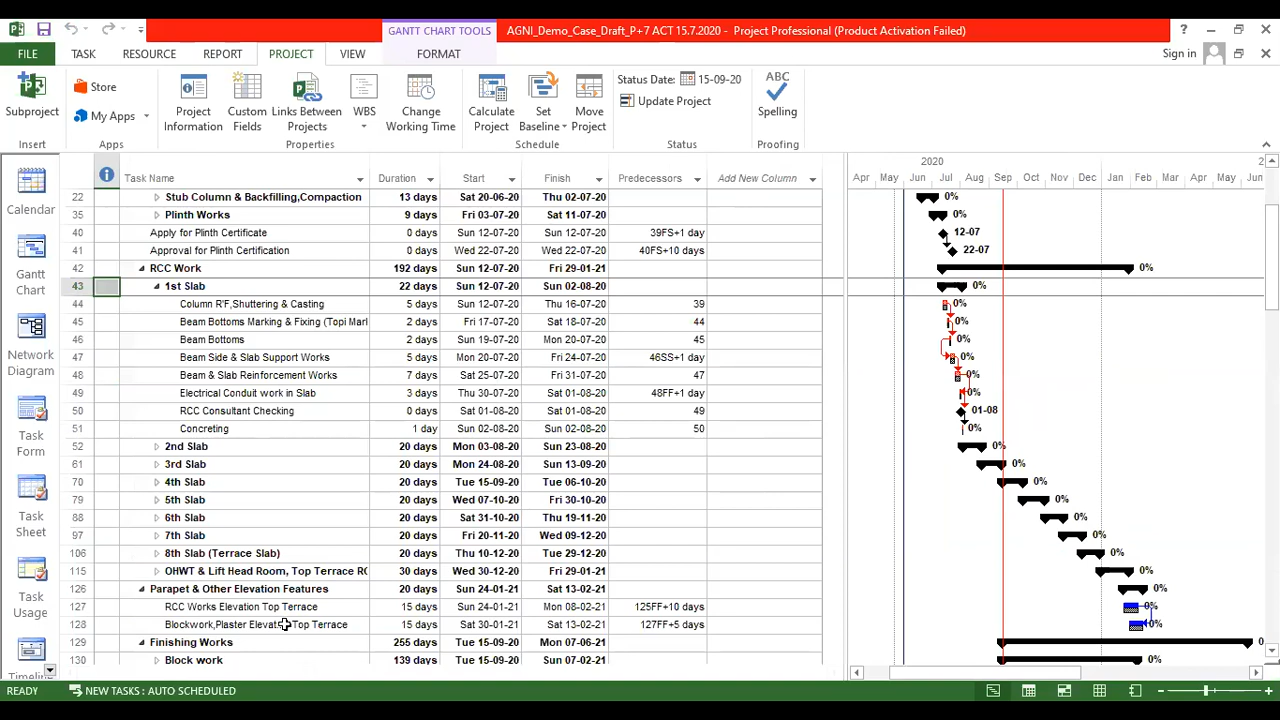 GANTT CHART TOOLS
AGNI_Demo_Case_Draft_P+7 ACT 15.7.2020 - Project Professional (Product Activation Failed)
FILE TASK RESOURCE REPORT PROJECT VIEW FORMAT Sign in
Subproject
Insert
Store
My Apps
Apps
Project Information
Custom Fields
Links Between Projects
WBS
Change Working Time
Properties
Calculate Project
Set Baseline
Move Project
Schedule
Status Date: 15-09-20
Update Project
Status
ABC
Spelling
Proofing
Calendar
Gantt Chart
Network Diagram
Task Form
Task Sheet
Task Usage
Timeline
2020
Task Name Duration Start Finish Predecessors Add New Column Apr May Jun Jul Aug Sep Oct Nov Dec Jan Feb Mar Apr May Jun
22 Stub Column & Backfilling,Compaction 13 days Sat 20-06-20 Thu 02-07-20 0%
35 Plinth Works 9 days Fri 03-07-20 Sat 11-07-20 0%
40 Apply for Plinth Certificate 0 days Sun 12-07-20 Sun 12-07-20 39FS+1 day 12-07
41 Approval for Plinth Certification 0 days Wed 22-07-20 Wed 22-07-20 40FS+10 days 22-07
42 RCC Work 192 days Sun 12-07-20 Fri 29-01-21 0%
43 1st Slab 22 days Sun 12-07-20 Sun 02-08-20 0%
44 Column R'F,Shuttering & Casting 5 days Sun 12-07-20 Thu 16-07-20 39 0%
45 Beam Bottoms Marking & Fixing (Topi Marl 2 days Fri 17-07-20 Sat 18-07-20 44 0%
46 Beam Bottoms 2 days Sun 19-07-20 Mon 20-07-20 45 0%
47 Beam Side & Slab Support Works 5 days Mon 20-07-20 Fri 24-07-20 46SS+1 day 0%
48 Beam & Slab Reinforcement Works 7 days Sat 25-07-20 Fri 31-07-20 47 0%
49 Electrical Conduit work in Slab 3 days Thu 30-07-20 Sat 01-08-20 48FF+1 day 0%
50 RCC Consultant Checking 0 days Sat 01-08-20 Sat 01-08-20 49 01-08
51 Concreting 1 day Sun 02-08-20 Sun 02-08-20 50 0%
52 2nd Slab 20 days Mon 03-08-20 Sun 23-08-20 0%
61 3rd Slab 20 days Mon 24-08-20 Sun 13-09-20 0%
70 4th Slab 20 days Tue 15-09-20 Tue 06-10-20 0%
79 5th Slab 20 days Wed 07-10-20 Fri 30-10-20 0%
88 6th Slab 20 days Sat 31-10-20 Thu 19-11-20 0%
97 7th Slab 20 days Fri 20-11-20 Wed 09-12-20 0%
106 8th Slab (Terrace Slab) 20 days Thu 10-12-20 Tue 29-12-20 0%
115 OHWT & Lift Head Room, Top Terrace RC 30 days Wed 30-12-20 Fri 29-01-21 0%
126 Parapet & Other Elevation Features 20 days Sun 24-01-21 Sat 13-02-21 0%
127 RCC Works Elevation Top Terrace 15 days Sun 24-01-21 Mon 08-02-21 125FF+10 days 0%
128 Blockwork,Plaster Elevation Top Terrace 15 days Sat 30-01-21 Sat 13-02-21 127FF+5 days 0%
129 Finishing Works 255 days Tue 15-09-20 Mon 07-06-21 0
130 Block work 139 days Tue 15-09-20 Sun 07-02-21 0%
READY NEW TASKS : AUTO SCHEDULED